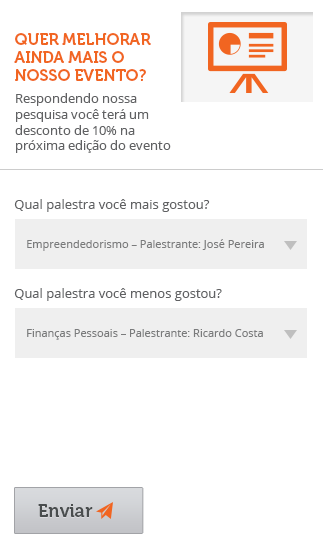 QUER MELHORAR
AINDA MAIS O
NOSSO EVENTO?
Respondendo nossa
pesquisa você terá um
desconto de 10% na
próxima edição do evento
Qual palestra você mais gostou?
Empreendedorismo – Palestrante: José Pereira
Qual palestra você menos gostou?
Finanças Pessoais – Palestrante: Ricardo Costa
Enviar